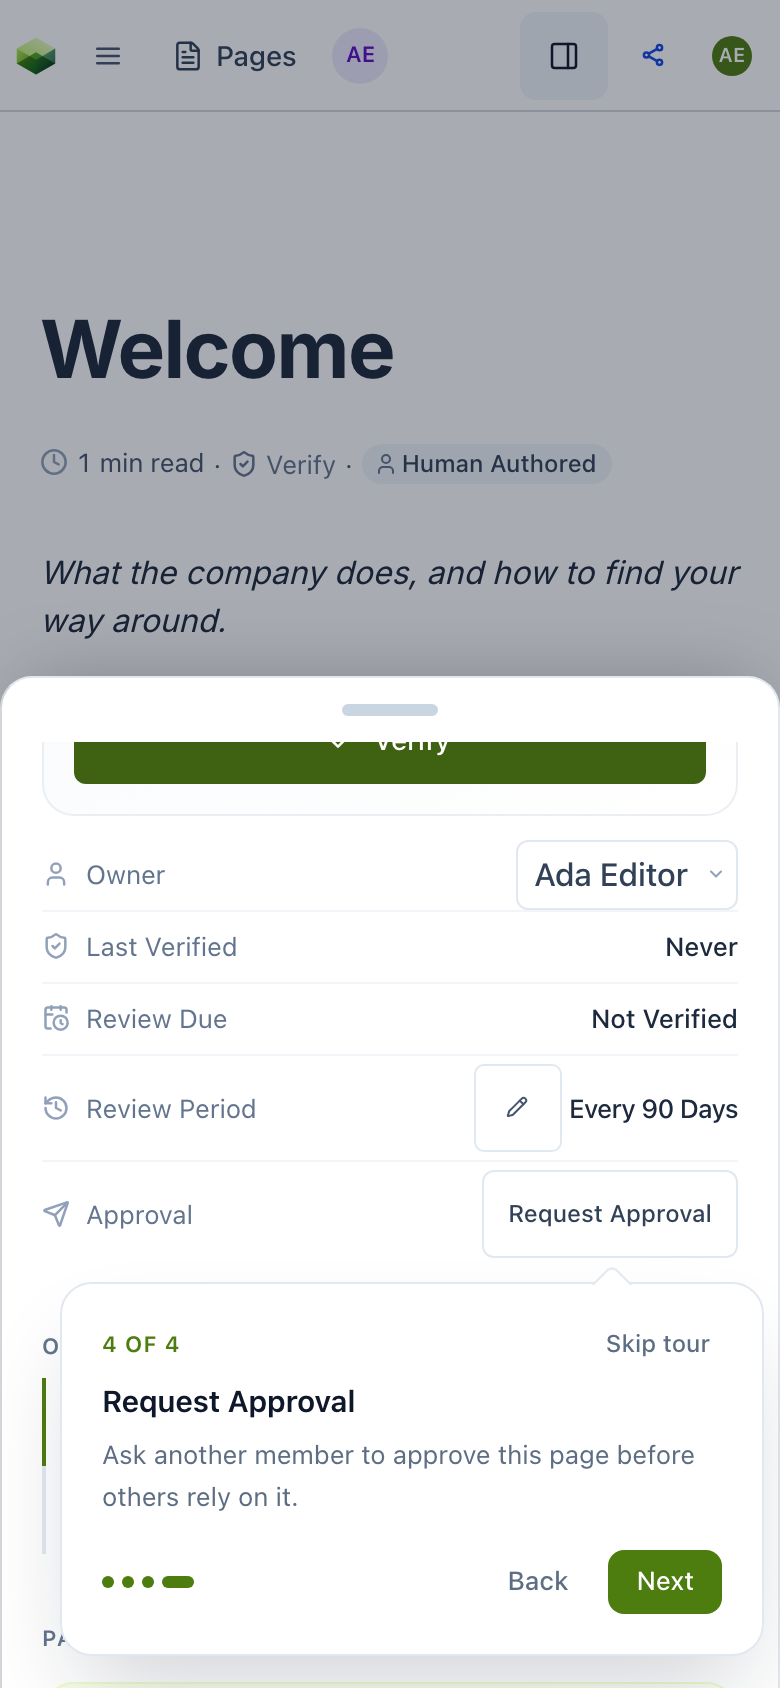 Pages
AE
AE
Welcome
1 min read · Verify · Human Authored
What the company does, and how to find your
way around.
Verify
Owner
Ada Editor
Last Verified
Never
Review Due
Not Verified
Review Period
Every 90 Days
Approval
Request Approval
4 OF 4
Skip tour
Request Approval
Ask another member to approve this page before
others rely on it.
Back
Next